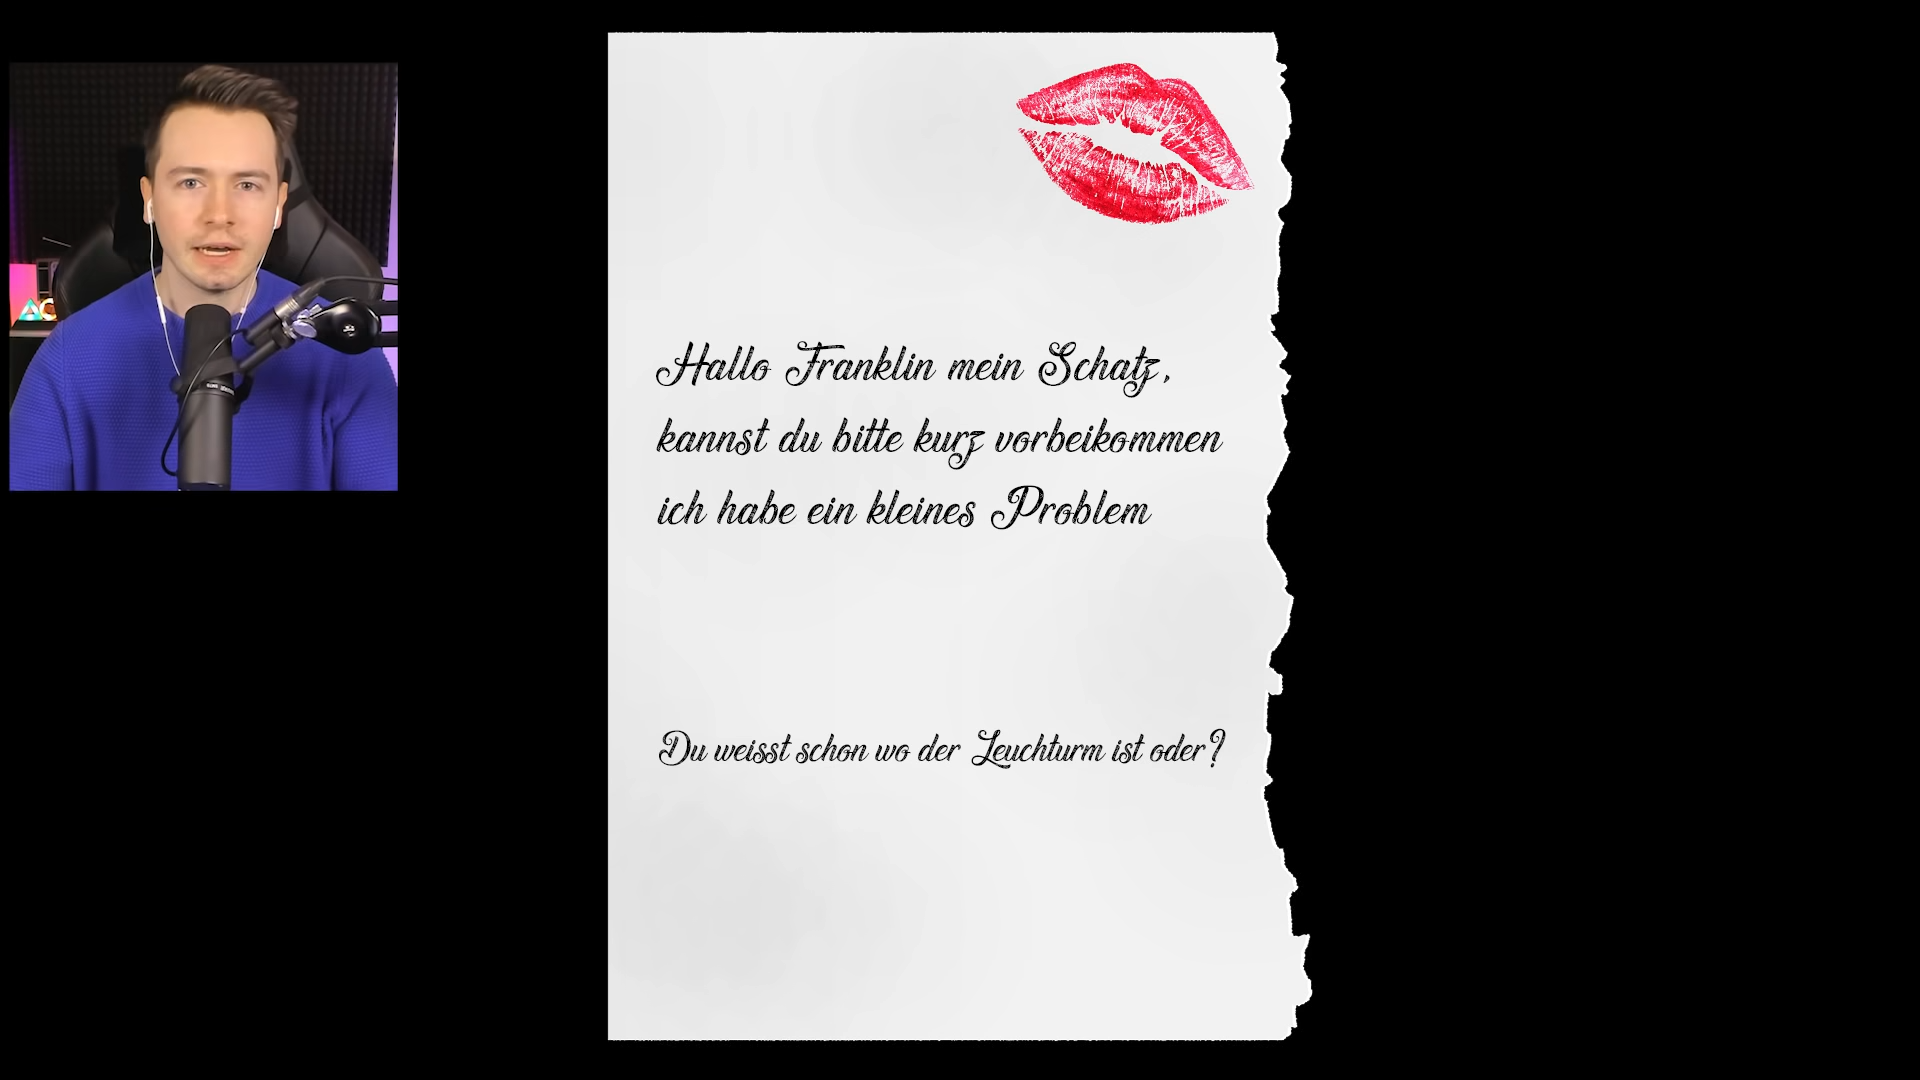 Hallo Franklin mein Schatz,
kannst du bitte kurz vorbeikommen
ich habe ein kleines Problem
Du weisst schon wo der Leuchturm ist oder?